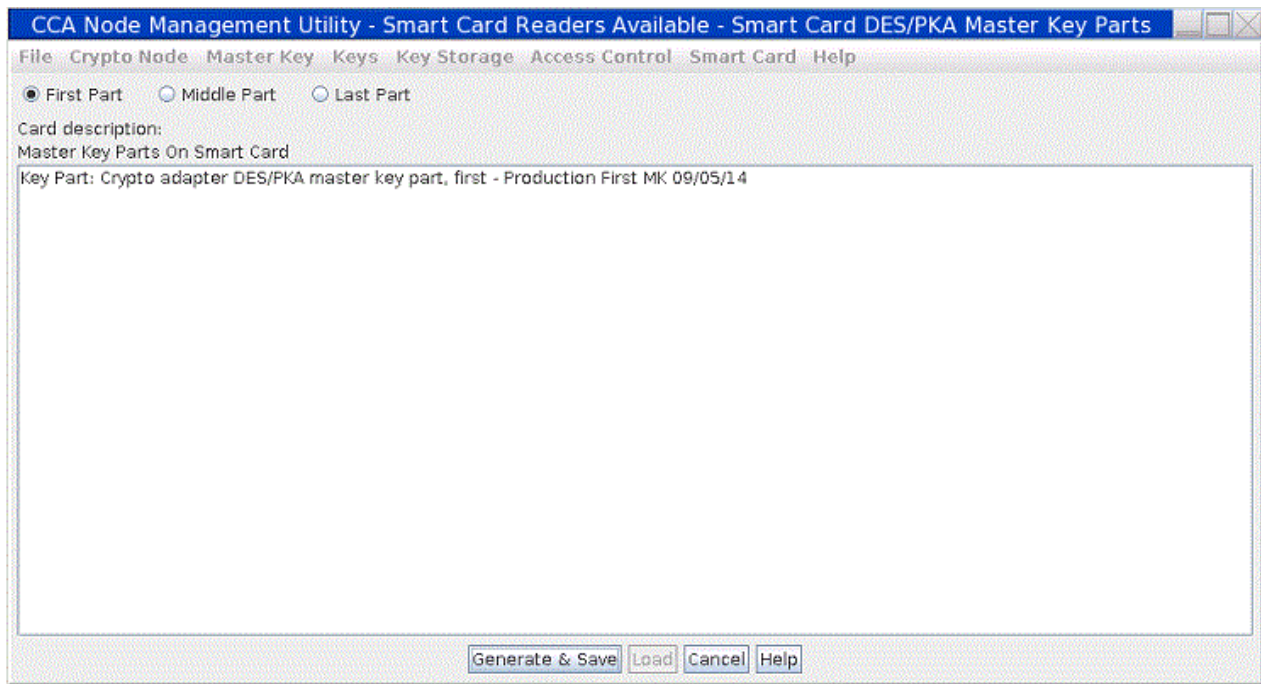 CCA Node Management Utility - Smart Card Readers Available - Smart Card DES/PKA Master Key Parts
File Crypto Node Master Key Keys Key Storage Access Control Smart Card Help
First Part Middle Part Last Part
Card description:
Master Key Parts On Smart Card
Key Part: Crypto adapter DES/PKA master key part, first - Production First MK 09/05/14
Generate & Save Load Cancel Help